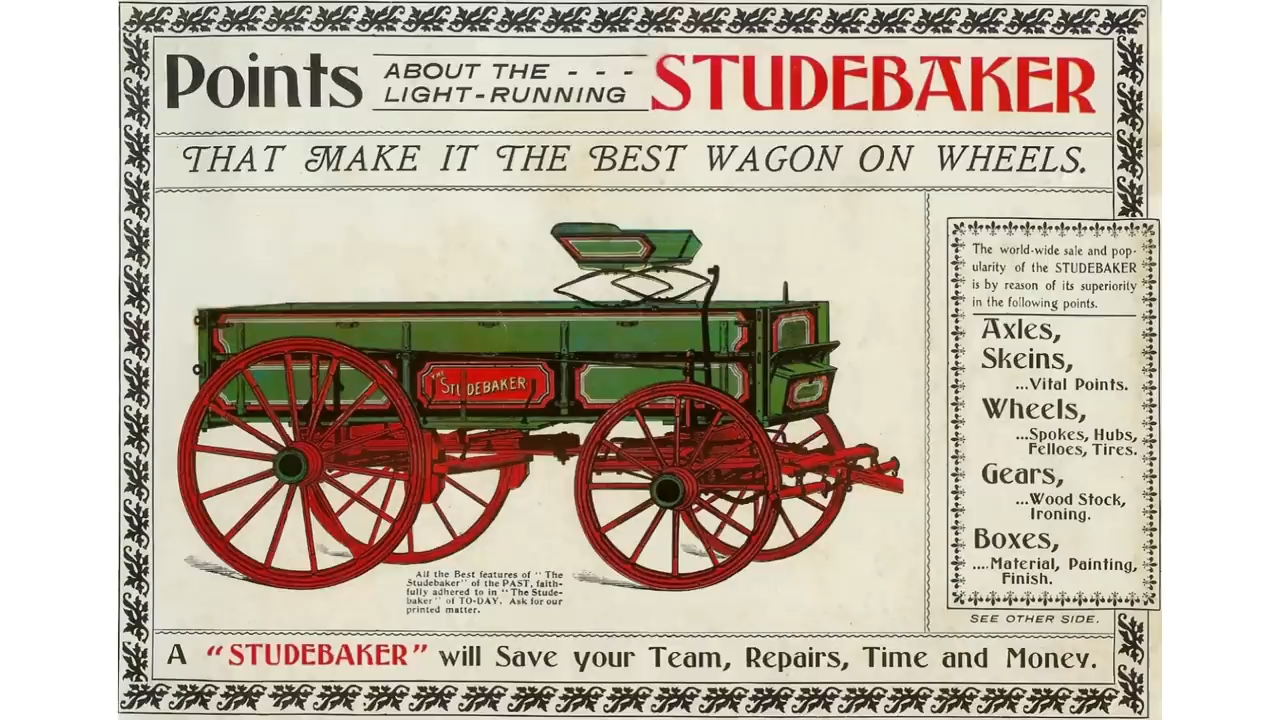 Points ABOUT THE - - - STUDEBAKER
LIGHT-RUNNING
THAT MAKE IT THE BEST WAGON ON WHEELS.
THE STUDEBAKER
All the Best features of "The
Studebaker" of the PAST, faith-
fully adhered to in "The Stude-
baker" of TO-DAY. Ask for our
printed matter.
The world-wide sale and pop-
ularity of the STUDEBAKER
is by reason of its superiority
in the following points.
Axles,
Skeins,
...Vital Points.
Wheels,
...Spokes, Hubs,
Felloes, Tires.
Gears,
...Wood Stock,
Ironing.
Boxes,
....Material, Painting,
Finish.
SEE OTHER SIDE.
A "STUDEBAKER" will Save your Team, Repairs, Time and Money.